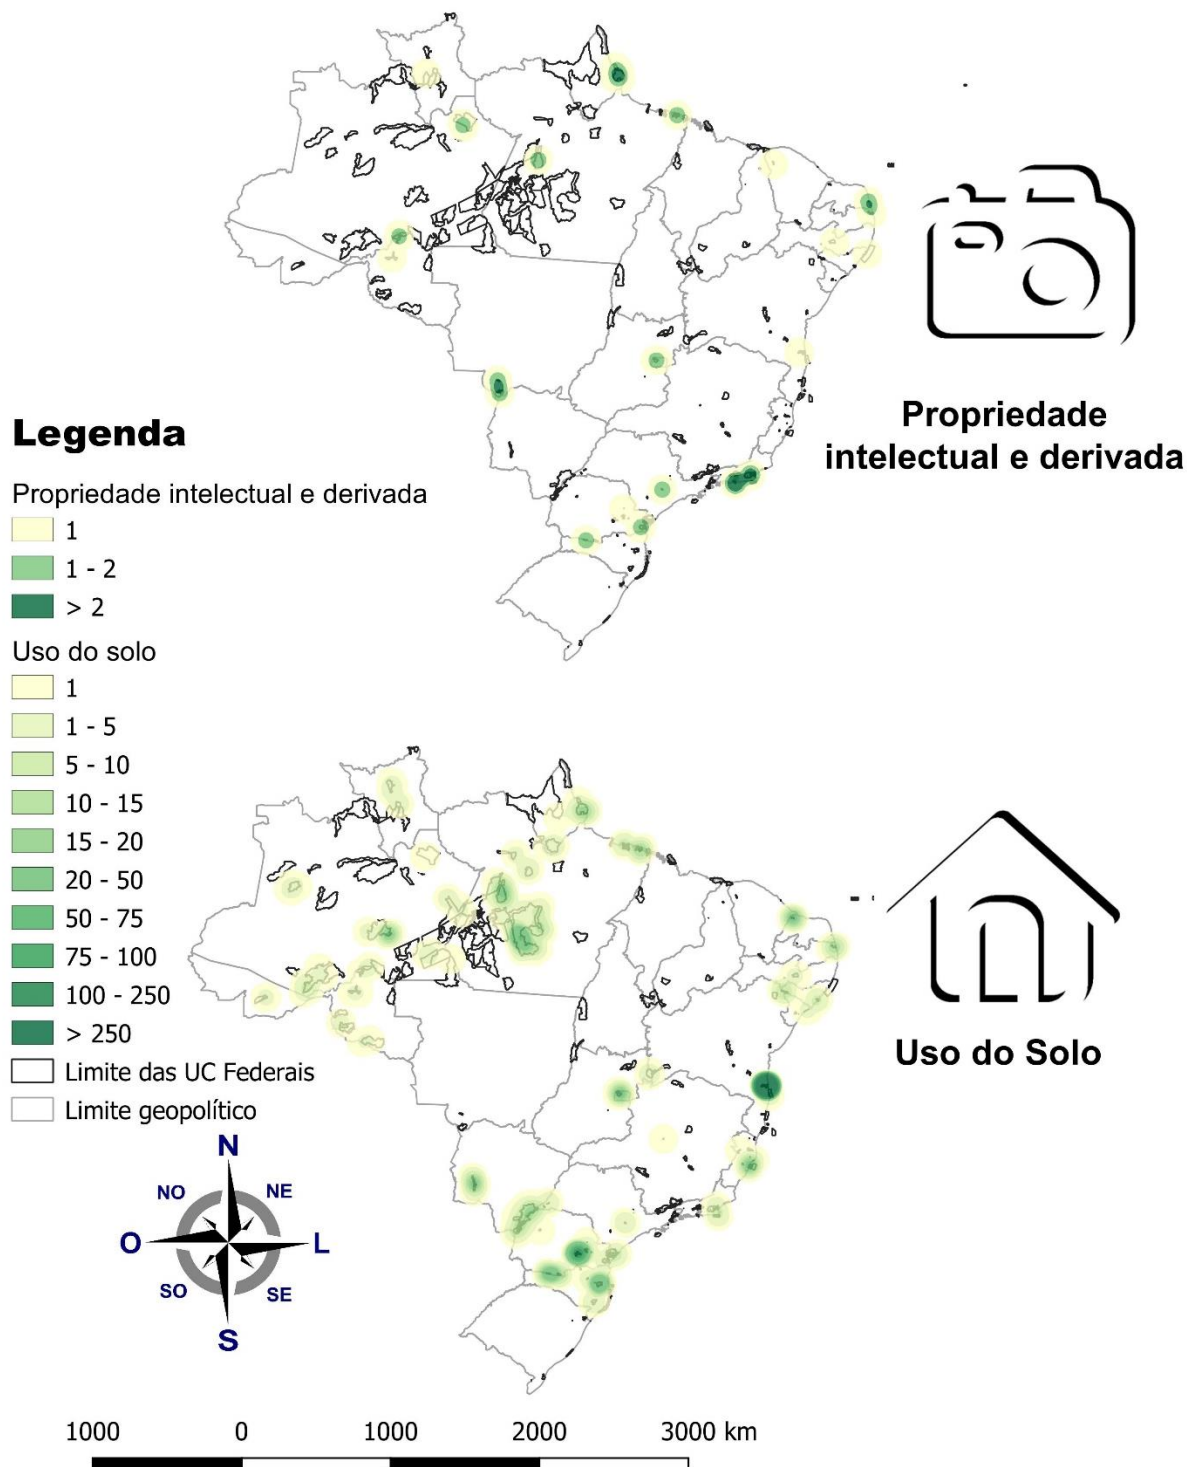 Propriedade
intelectual e derivada
Legenda
Propriedade intelectual e derivada
1
1 - 2
> 2
Uso do solo
1
1 - 5
5 - 10
10 - 15
15 - 20
20 - 50
50 - 75
75 - 100
100 - 250
> 250
Limite das UC Federais
Limite geopolítico
Uso do Solo
N
NO NE
O L
SO SE
S
1000 0 1000 2000 3000 km